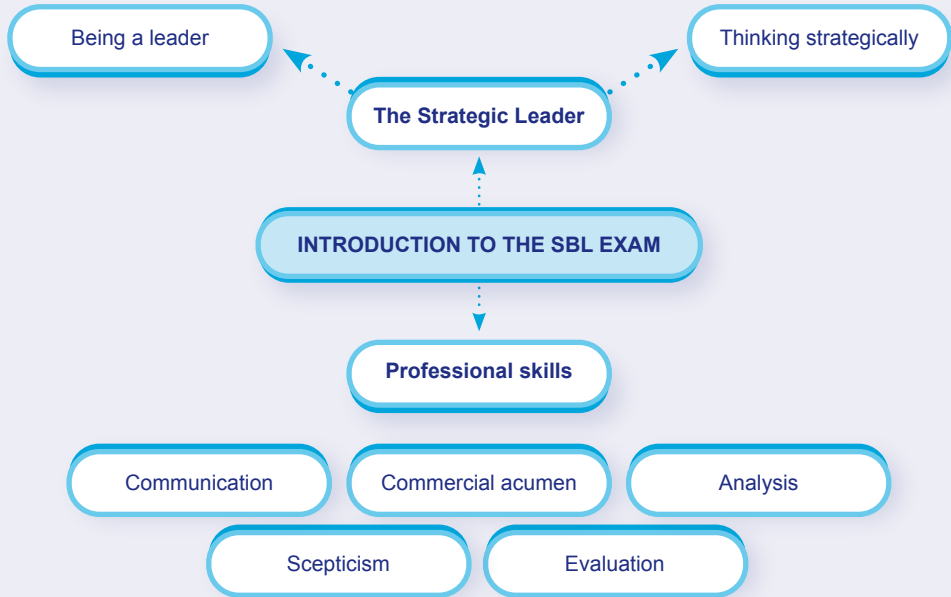 Being a leader
Thinking strategically
The Strategic Leader
INTRODUCTION TO THE SBL EXAM
Professional skills
Communication
Commercial acumen
Analysis
Scepticism
Evaluation